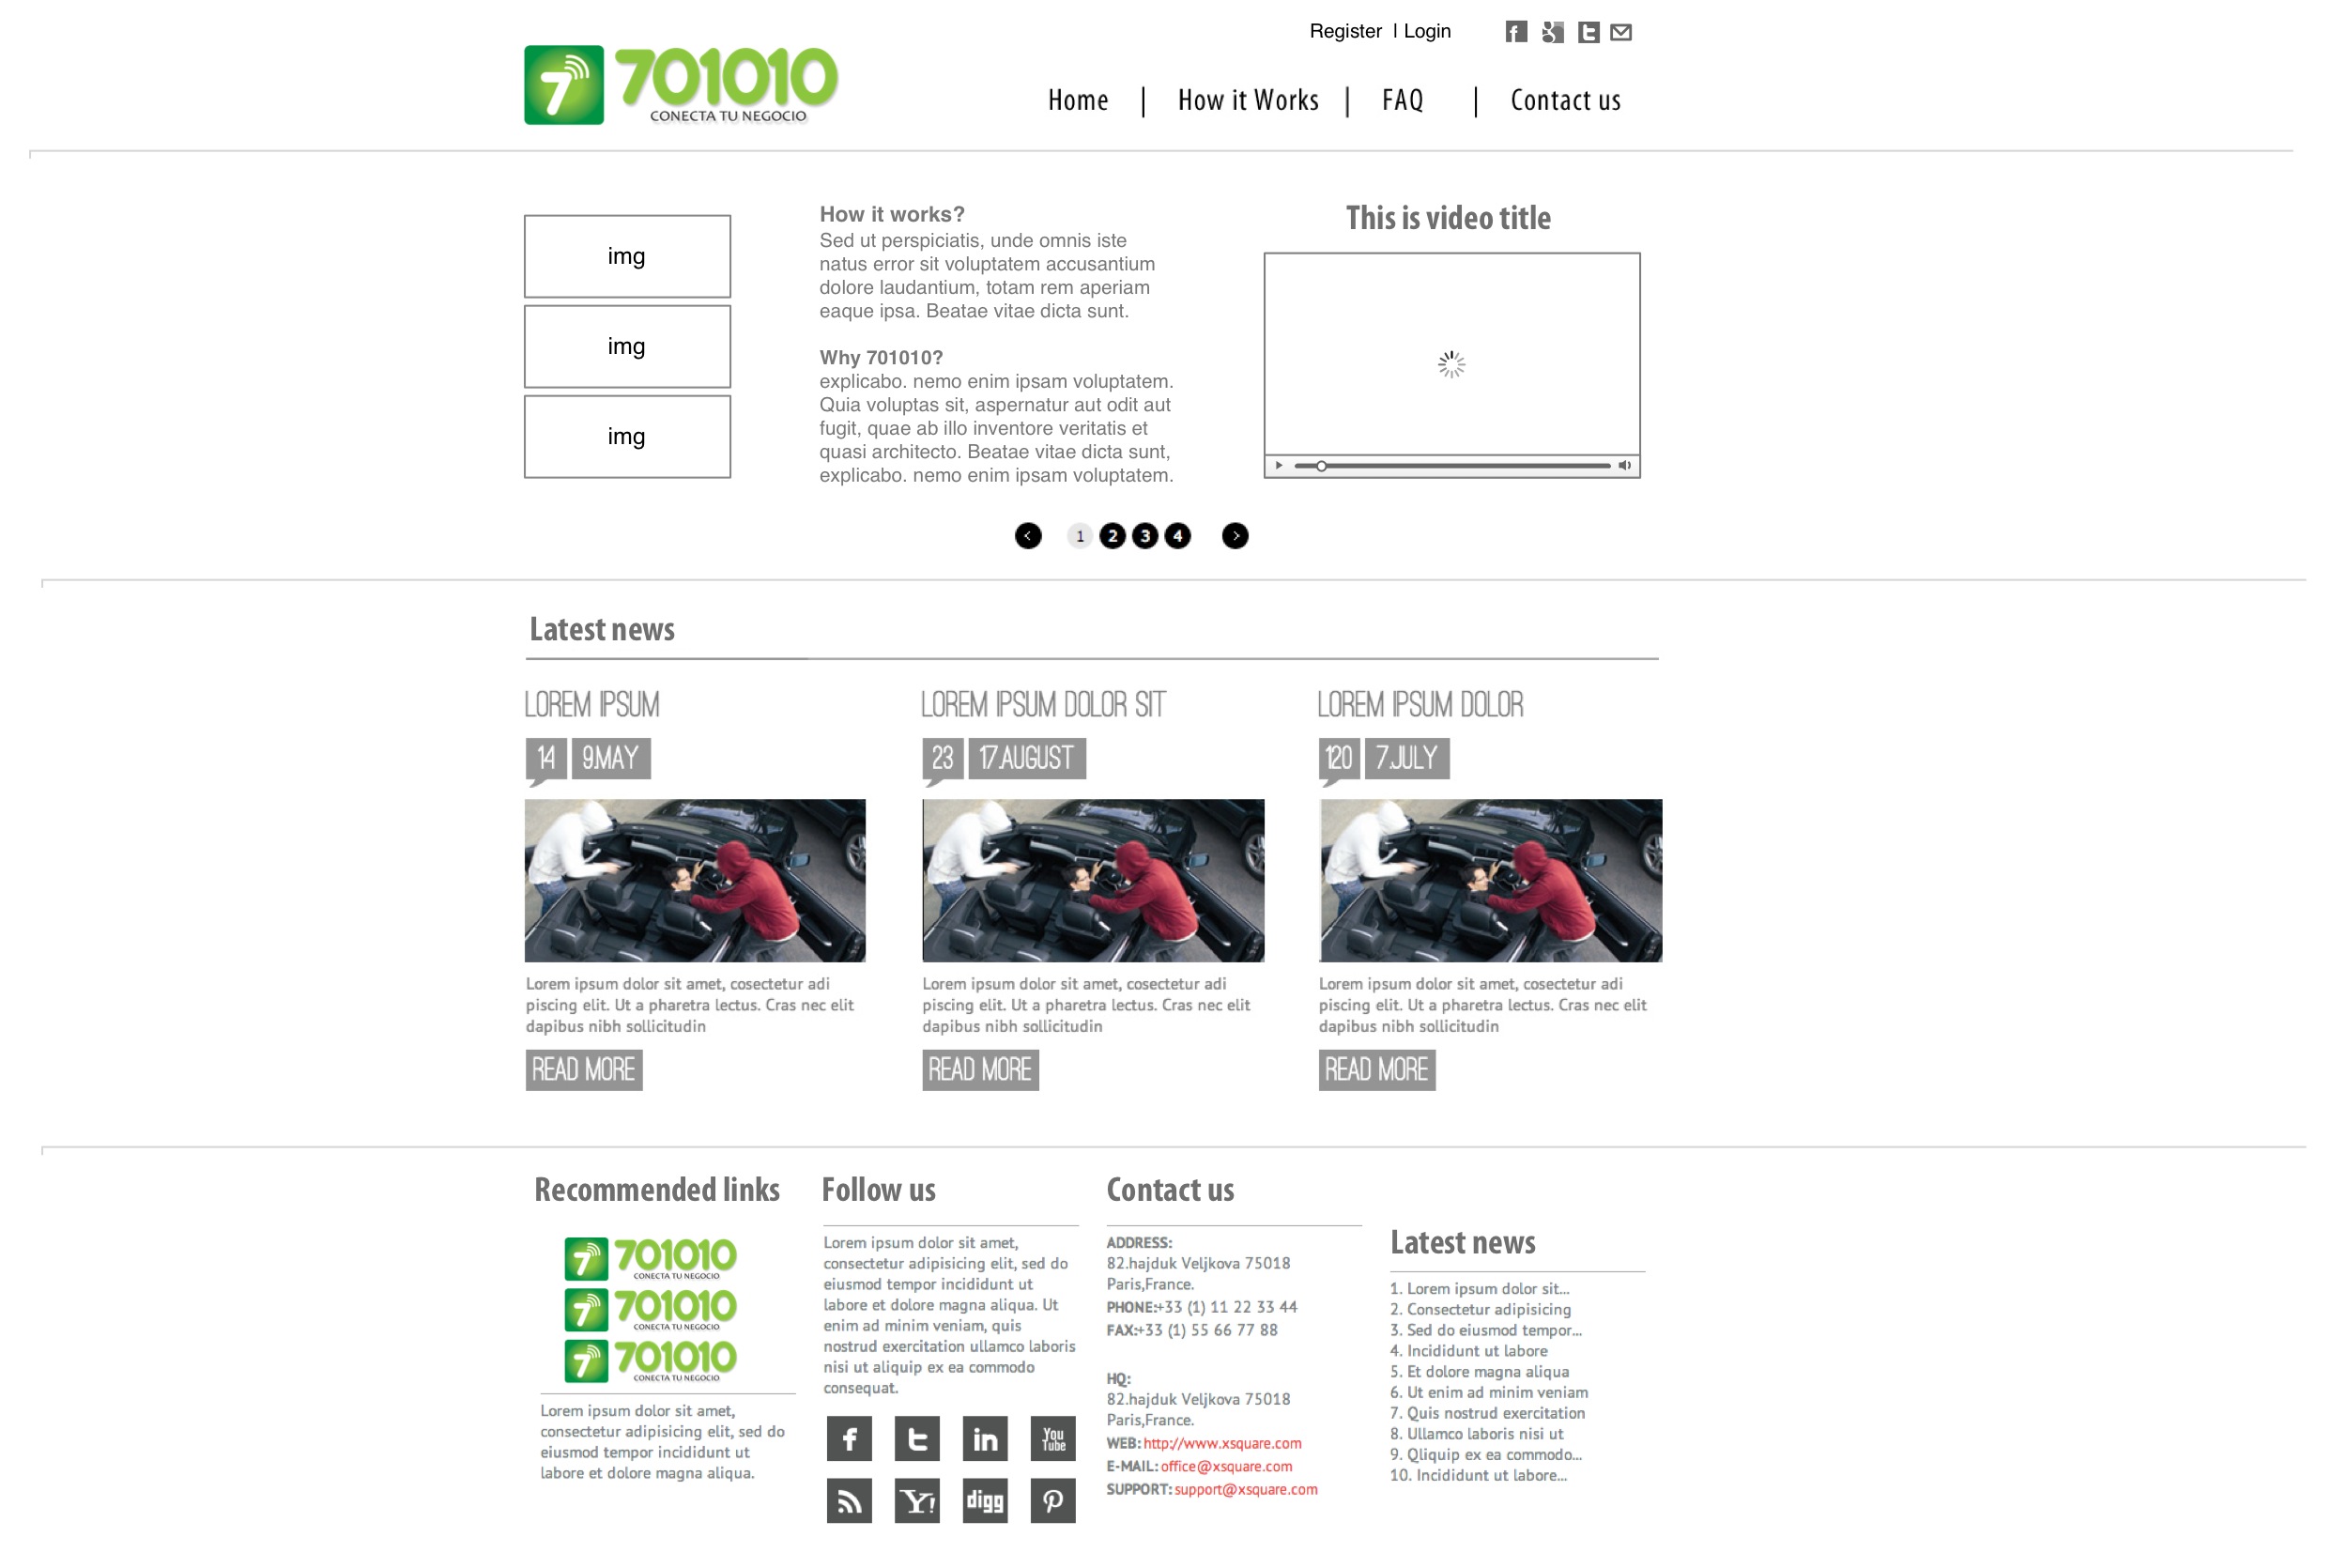 Register | Login
701010
CONECTA TU NEGOCIO
Home | How it Works | FAQ | Contact us
img
img
img
How it works?
Sed ut perspiciatis, unde omnis iste
natus error sit voluptatem accusantium
dolore laudantium, totam rem aperiam
eaque ipsa. Beatae vitae dicta sunt.
Why 701010?
explicabo. nemo enim ipsam voluptatem.
Quia voluptas sit, aspernatur aut odit aut
fugit, quae ab illo inventore veritatis et
quasi architecto. Beatae vitae dicta sunt,
explicabo. nemo enim ipsam voluptatem.
This is video title
< 1 2 3 4 >
Latest news
LOREM IPSUM
14 9.MAY
Lorem ipsum dolor sit amet, cosectetur adi
piscing elit. Ut a pharetra lectus. Cras nec elit
dapibus nibh sollicitudin
READ MORE
LOREM IPSUM DOLOR SIT
23 17.AUGUST
Lorem ipsum dolor sit amet, cosectetur adi
piscing elit. Ut a pharetra lectus. Cras nec elit
dapibus nibh sollicitudin
READ MORE
LOREM IPSUM DOLOR
120 7.JULY
Lorem ipsum dolor sit amet, cosectetur adi
piscing elit. Ut a pharetra lectus. Cras nec elit
dapibus nibh sollicitudin
READ MORE
Recommended links
701010
CONECTA TU NEGOCIO
701010
CONECTA TU NEGOCIO
701010
CONECTA TU NEGOCIO
Lorem ipsum dolor sit amet,
consectetur adipisicing elit, sed do
eiusmod tempor incididunt ut
labore et dolore magna aliqua.
Follow us
Lorem ipsum dolor sit amet,
consectetur adipisicing elit, sed do
eiusmod tempor incididunt ut
labore et dolore magna aliqua. Ut
enim ad minim veniam, quis
nostrud exercitation ullamco laboris
nisi ut aliquip ex ea commodo
consequat.
f t in You Tube
Y! digg P
Contact us
ADDRESS:
82.hajduk Veljkova 75018
Paris,France.
PHONE:+33 (1) 11 22 33 44
FAX:+33 (1) 55 66 77 88
HQ:
82.hajduk Veljkova 75018
Paris,France.
WEB: http://www.xsquare.com
E-MAIL: office@xsquare.com
SUPPORT: support@xsquare.com
Latest news
1. Lorem ipsum dolor sit...
2. Consectetur adipisicing
3. Sed do eiusmod tempor...
4. Incididunt ut labore
5. Et dolore magna aliqua
6. Ut enim ad minim veniam
7. Quis nostrud exercitation
8. Ullamco laboris nisi ut
9. Qliquip ex ea commodo...
10. Incididunt ut labore...